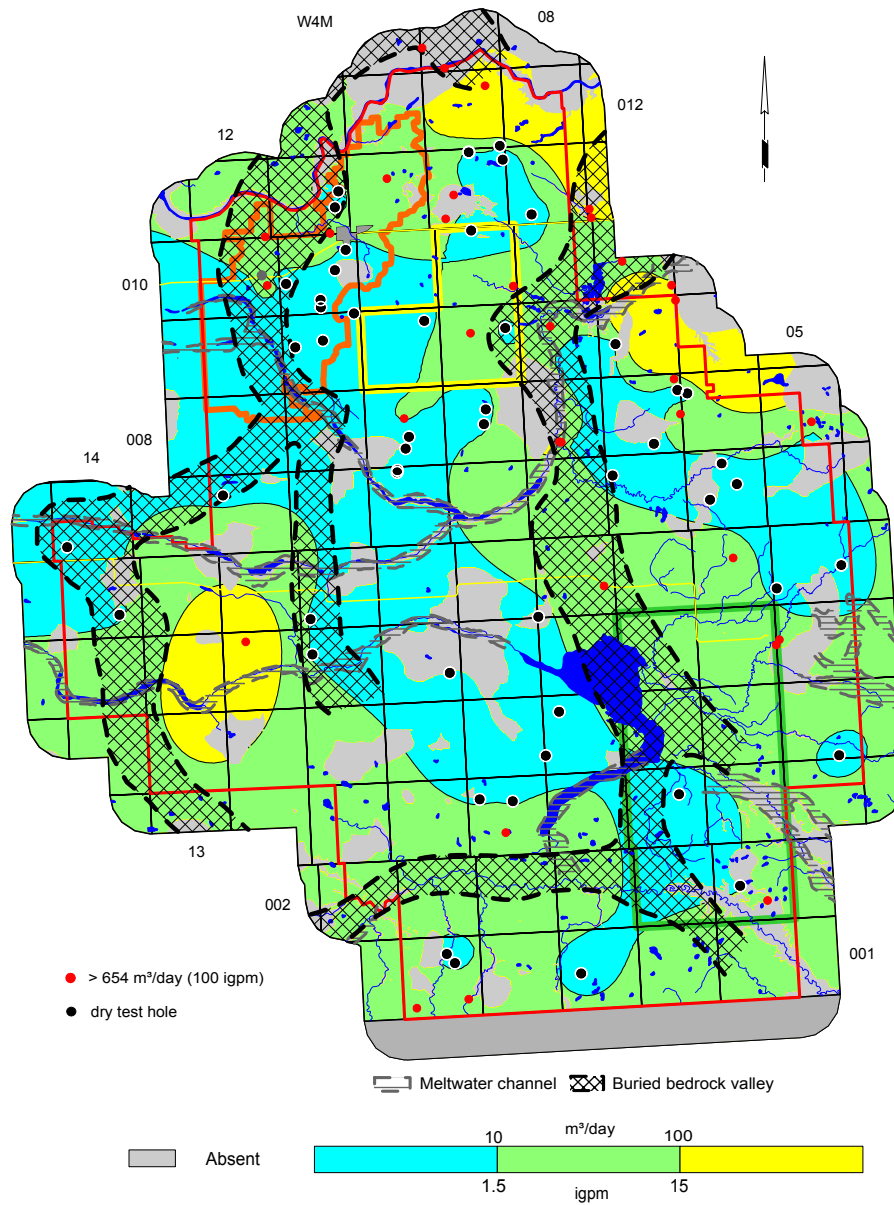 W4M
08
012
12
010
05
008
14
13
002
001
> 654 m³/day (100 igpm)
dry test hole
Meltwater channel
Buried bedrock valley
Absent
10
m³/day
100
1.5
igpm
15